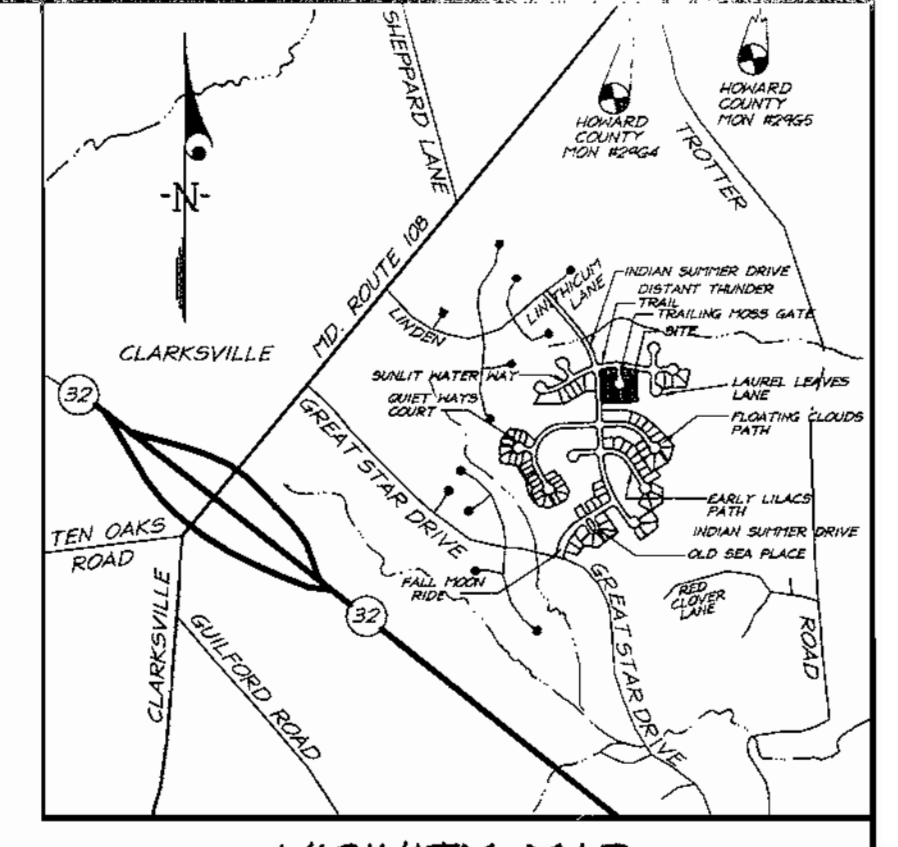 SHEPPARD LANE
HOWARD
COUNTY
MON #29G5
HOWARD
COUNTY
MON #29G4
TROTTER
-N-
MD. ROUTE 108
LINTHICUM
LANE
INDIAN SUMMER DRIVE
DISTANT THUNDER
TRAIL
TRAILING MOSS GATE
SITE
LINDEN
CLARKSVILLE
SUNLIT WATER WAY
QUIET WAYS
COURT
LAUREL LEAVES
LANE
32
FLOATING CLOUDS
PATH
GREAT STAR DRIVE
EARLY LILACS
PATH
TEN OAKS
ROAD
INDIAN SUMMER DRIVE
OLD SEA PLACE
FALL MOON
RIDE
RED
CLOVER
LANE
32
CLARKSVILLE
GUILFORD ROAD
GREAT STAR DRIVE
ROAD